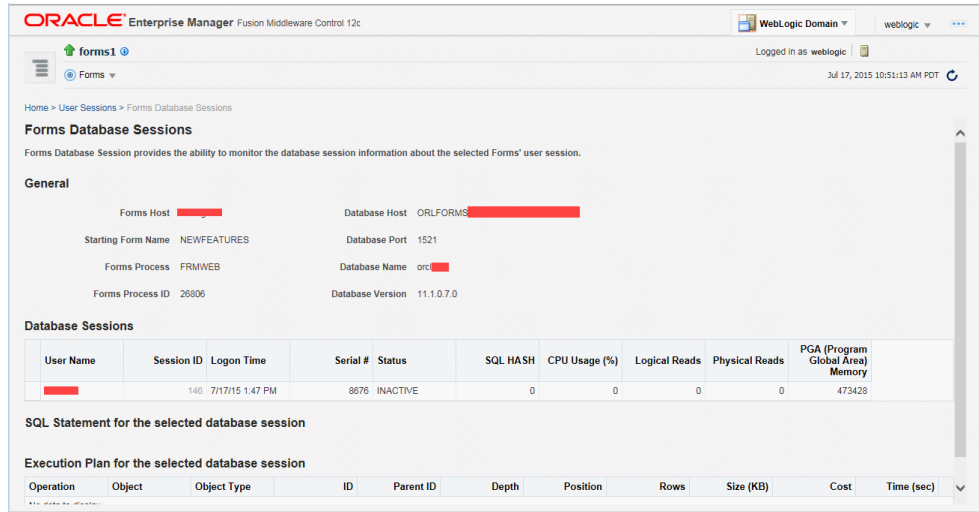 ORACLE Enterprise Manager Fusion Middleware Control 12c
WebLogic Domain
weblogic
forms1
Logged in as weblogic
Forms
Jul 17, 2015 10:51:13 AM PDT
Home > User Sessions > Forms Database Sessions
Forms Database Sessions
Forms Database Session provides the ability to monitor the database session information about the selected Forms' user session.
General
Forms Host
Database Host ORLFORMS
Starting Form Name NEWFEATURES
Database Port 1521
Forms Process FRMWEB
Database Name orcl
Forms Process ID 26806
Database Version 11.1.0.7.0
Database Sessions
User Name Session ID Logon Time Serial # Status SQL HASH CPU Usage (%) Logical Reads Physical Reads PGA (Program Global Area) Memory
146 7/17/15 1:47 PM 8676 INACTIVE 0 0 0 0 473428
SQL Statement for the selected database session
Execution Plan for the selected database session
Operation Object Object Type ID Parent ID Depth Position Rows Size (KB) Cost Time (sec)